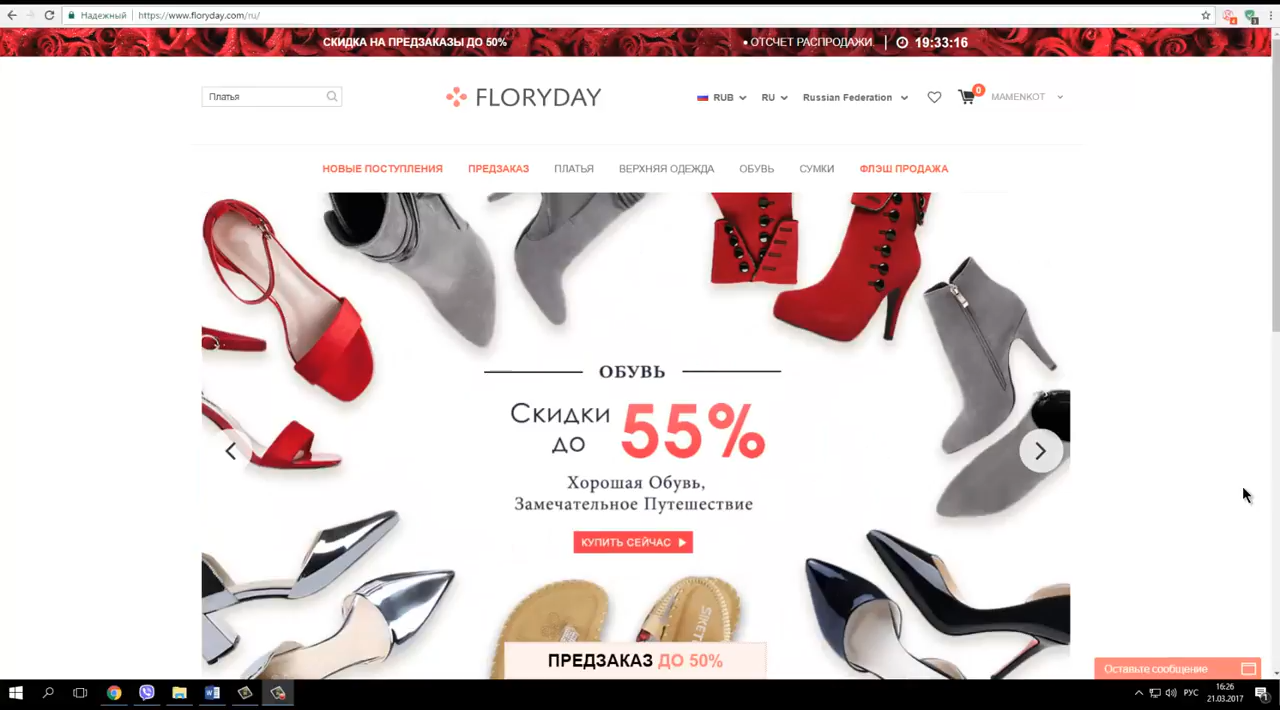 Надежный https://www.floryday.com/ru/
СКИДКА НА ПРЕДЗАКАЗЫ ДО 50% • ОТСЧЕТ РАСПРОДАЖИ. 19:33:16
Платья
FLORYDAY
RUB RU Russian Federation 0 MAMENKOT
НОВЫЕ ПОСТУПЛЕНИЯ ПРЕДЗАКАЗ ПЛАТЬЯ ВЕРХНЯЯ ОДЕЖДА ОБУВЬ СУМКИ ФЛЭШ ПРОДАЖА
ОБУВЬ
Скидки до 55%
Хорошая Обувь,
Замечательное Путешествие
КУПИТЬ СЕЙЧАС
ПРЕДЗАКАЗ ДО 50%
Оставьте сообщение
РУС
16:26
21.03.2017